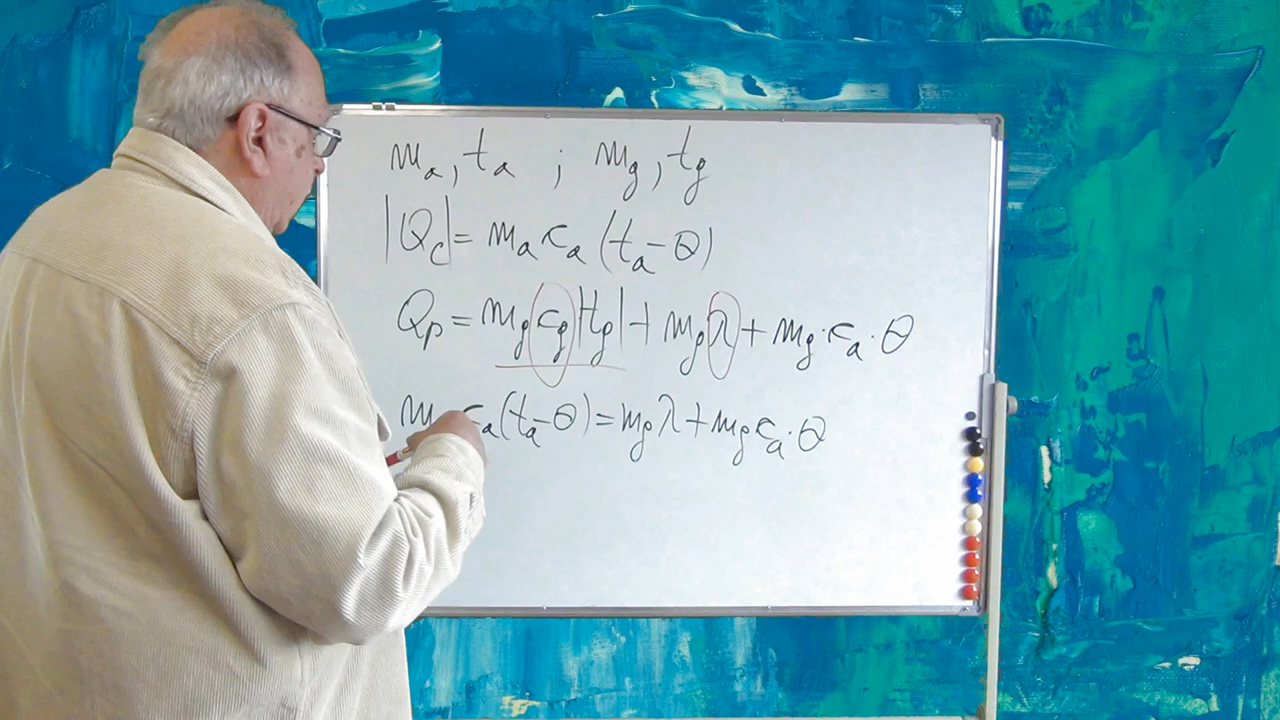 m_a, t_a ; m_g, t_g
|Q_c| = m_a c_a (t_a - θ)
Q_p = m_g c_g |t_g| + m_g λ + m_g · c_a · θ
m c_a (t_a - θ) = m_g λ + m_g c_a · θ